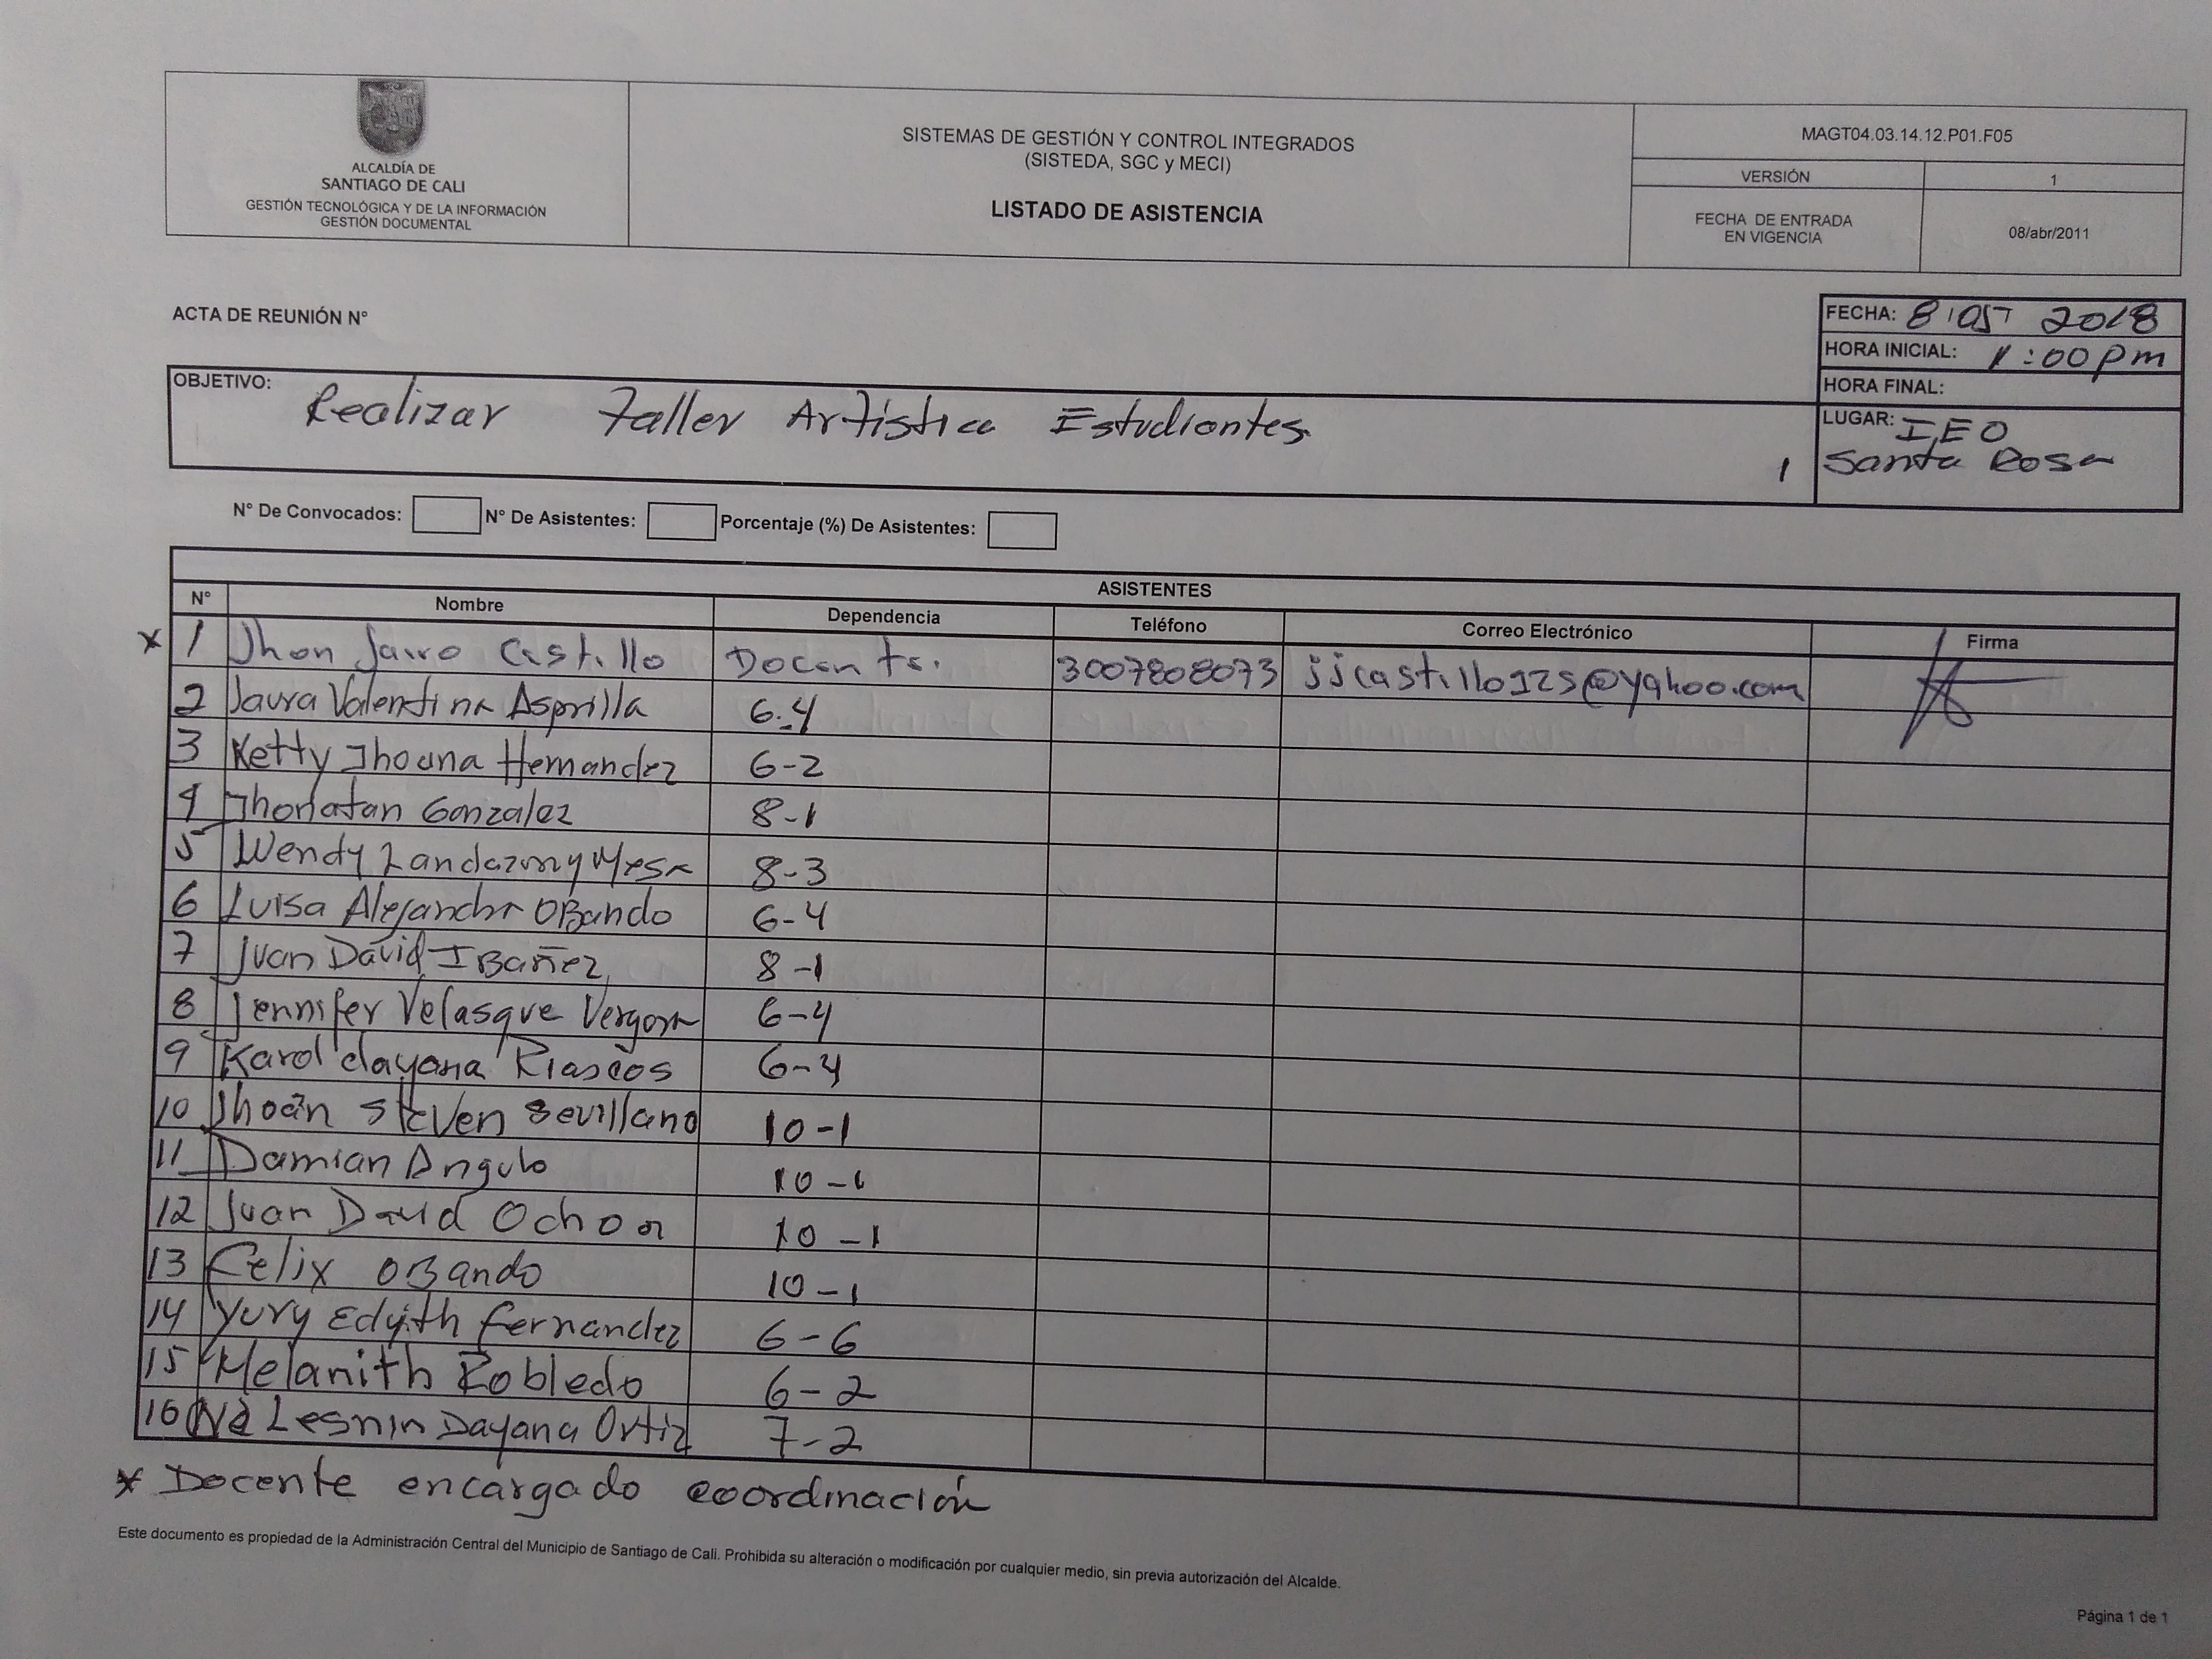 ALCALDÍA DE
SANTIAGO DE CALI
GESTIÓN TECNOLÓGICA Y DE LA INFORMACIÓN
GESTIÓN DOCUMENTAL
SISTEMAS DE GESTIÓN Y CONTROL INTEGRADOS
(SISTEDA, SGC y MECI)
LISTADO DE ASISTENCIA
MAGT04.03.14.12.P01.F05
VERSIÓN 1
FECHA DE ENTRADA
EN VIGENCIA
08/abr/2011
ACTA DE REUNIÓN N°
FECHA: 8 2018
HORA INICIAL: 1:00 pm
HORA FINAL:
OBJETIVO: Realizar Taller Artistica Estudiantes
LUGAR: IEO
Santa Rosa
N° De Convocados: N° De Asistentes: Porcentaje (%) De Asistentes:
ASISTENTES
N° Nombre Dependencia Teléfono Correo Electrónico Firma
* 1 Jhon Jairo Castillo Docente. 3007808073 jjcastillo125@yahoo.com
2 Laura Valentina Asprilla 6-4
3 Ketty Jhoana Hernandez 6-2
4 Jhonatan Gonzalez 8-1
5 Wendy 8-3
6 Luisa Alejandra OBando 6-4
7 Juan David IBañez 8-1
8 Jennifer Velasque Vergara 6-4
9 Karol dayana Riascos 6-4
10 Jhoan Steven Sevillano 10-1
11 Damian Angulo 10-1
12 Juan David Ochoa 10-1
13 Felix OBando 10-1
14 Yury Edyith Fernandez 6-6
15 Melanith Robledo 6-2
16 Lesnin Dayana Ortiz 7-2
* Docente encargado coordinación
Este documento es propiedad de la Administración Central del Municipio de Santiago de Cali. Prohibida su alteración o modificación por cualquier medio, sin previa autorización del Alcalde.
Página 1 de 1